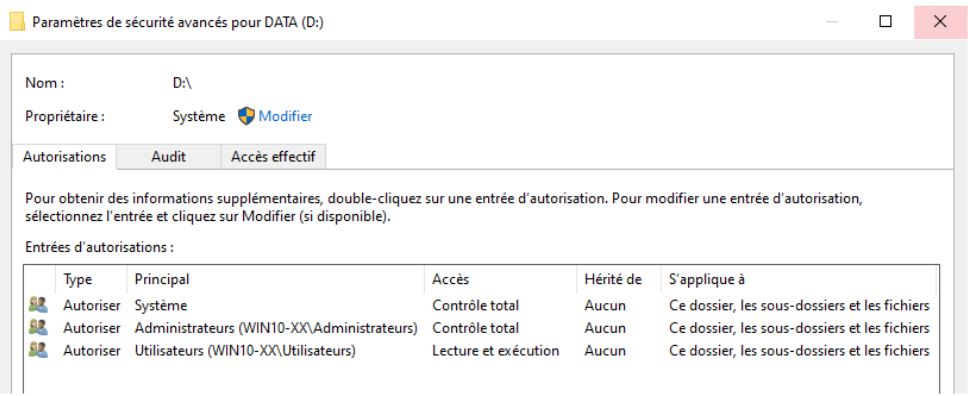 Paramètres de sécurité avancés pour DATA (D:)
Nom : D:\
Propriétaire : Système Modifier
Autorisations Audit Accès effectif
Pour obtenir des informations supplémentaires, double-cliquez sur une entrée d'autorisation. Pour modifier une entrée d'autorisation,
sélectionnez l'entrée et cliquez sur Modifier (si disponible).
Entrées d'autorisations :
Type Principal Accès Hérité de S'applique à
Autoriser Système Contrôle total Aucun Ce dossier, les sous-dossiers et les fichiers
Autoriser Administrateurs (WIN10-XX\Administrateurs) Contrôle total Aucun Ce dossier, les sous-dossiers et les fichiers
Autoriser Utilisateurs (WIN10-XX\Utilisateurs) Lecture et exécution Aucun Ce dossier, les sous-dossiers et les fichiers